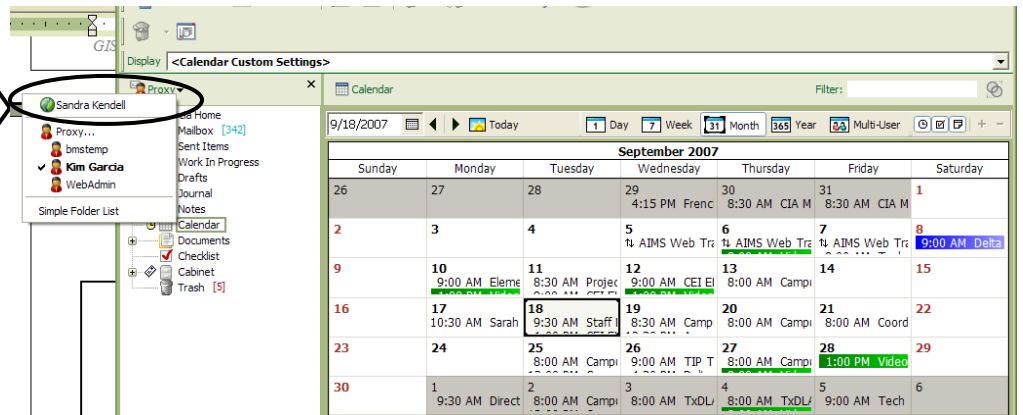 GIS
Display <Calendar Custom Settings>
Proxy
Calendar
Filter:
Sandra Kendell
Proxy...
bmstemp
Kim Garcia
WebAdmin
Simple Folder List
Home
Mailbox [342]
Sent Items
Work In Progress
Drafts
Journal
Notes
Calendar
Documents
Checklist
Cabinet
Trash [5]
9/18/2007 Today 1 Day 7 Week 31 Month 365 Year Multi-User
September 2007
Sunday Monday Tuesday Wednesday Thursday Friday Saturday
26 27 28 29 30 31 1
4:15 PM Frenc 8:30 AM CIA M 8:30 AM CIA M
2 3 4 5 6 7 8
AIMS Web Tra AIMS Web Tra AIMS Web Tra 9:00 AM Delta
9 10 11 12 13 14 15
9:00 AM Eleme 8:30 AM Projec 9:00 AM CEI El 8:00 AM Camp
16 17 18 19 20 21 22
10:30 AM Sarah 9:30 AM Staff 8:30 AM Camp 8:00 AM Camp 8:00 AM Coord
23 24 25 26 27 28 29
8:00 AM Camp 9:00 AM TIP T 8:00 AM Camp 1:00 PM Video
30 1 2 3 4 5 6
9:30 AM Direct 8:00 AM Camp 8:00 AM TxDL 8:00 AM TxDL 9:00 AM Tech